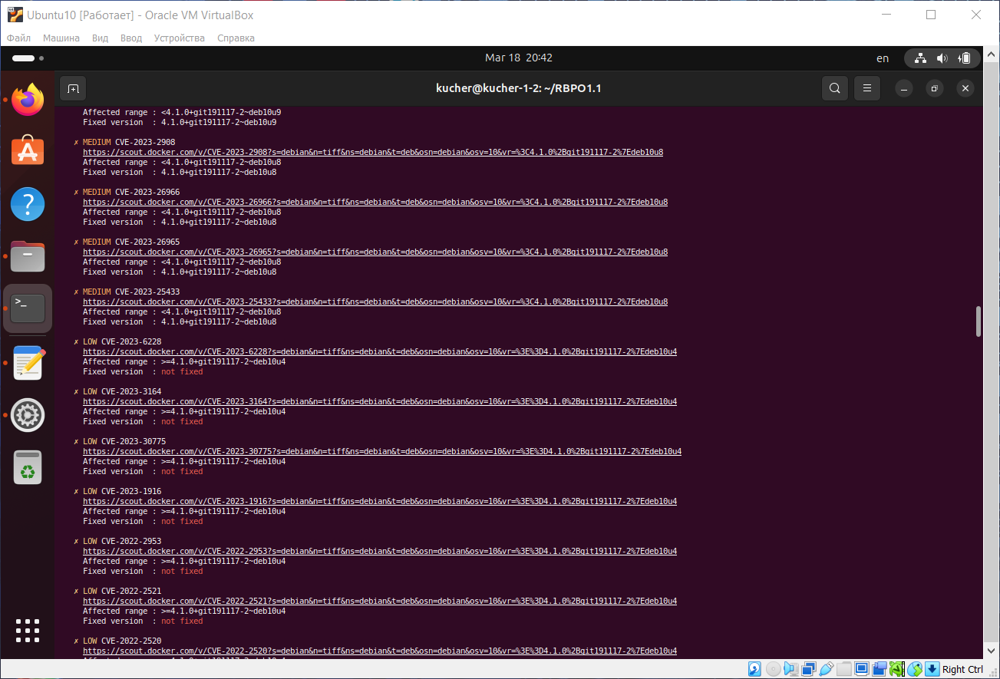 Ubuntu10 [Работает] - Oracle VM VirtualBox
Файл Машина Вид Ввод Устройства Справка
Mar 18 20:42
en
kucher@kucher-1-2: ~/RBPO1.1
Affected range : <4.1.0+git191117-2~deb10u9
Fixed version : 4.1.0+git191117-2~deb10u9
✗ MEDIUM CVE-2023-2908
https://scout.docker.com/v/CVE-2023-2908?s=debian&n=tiff&ns=debian&t=deb&osn=debian&osv=10&vr=%3C4.1.0%2Bgit191117-2%7Edeb10u8
Affected range : <4.1.0+git191117-2~deb10u8
Fixed version : 4.1.0+git191117-2~deb10u8
✗ MEDIUM CVE-2023-26966
https://scout.docker.com/v/CVE-2023-26966?s=debian&n=tiff&ns=debian&t=deb&osn=debian&osv=10&vr=%3C4.1.0%2Bgit191117-2%7Edeb10u8
Affected range : <4.1.0+git191117-2~deb10u8
Fixed version : 4.1.0+git191117-2~deb10u8
✗ MEDIUM CVE-2023-26965
https://scout.docker.com/v/CVE-2023-26965?s=debian&n=tiff&ns=debian&t=deb&osn=debian&osv=10&vr=%3C4.1.0%2Bgit191117-2%7Edeb10u8
Affected range : <4.1.0+git191117-2~deb10u8
Fixed version : 4.1.0+git191117-2~deb10u8
✗ MEDIUM CVE-2023-25433
https://scout.docker.com/v/CVE-2023-25433?s=debian&n=tiff&ns=debian&t=deb&osn=debian&osv=10&vr=%3C4.1.0%2Bgit191117-2%7Edeb10u8
Affected range : <4.1.0+git191117-2~deb10u8
Fixed version : 4.1.0+git191117-2~deb10u8
✗ LOW CVE-2023-6228
https://scout.docker.com/v/CVE-2023-6228?s=debian&n=tiff&ns=debian&t=deb&osn=debian&osv=10&vr=%3E%3D4.1.0%2Bgit191117-2%7Edeb10u4
Affected range : >=4.1.0+git191117-2~deb10u4
Fixed version : not fixed
✗ LOW CVE-2023-3164
https://scout.docker.com/v/CVE-2023-3164?s=debian&n=tiff&ns=debian&t=deb&osn=debian&osv=10&vr=%3E%3D4.1.0%2Bgit191117-2%7Edeb10u4
Affected range : >=4.1.0+git191117-2~deb10u4
Fixed version : not fixed
✗ LOW CVE-2023-30775
https://scout.docker.com/v/CVE-2023-30775?s=debian&n=tiff&ns=debian&t=deb&osn=debian&osv=10&vr=%3E%3D4.1.0%2Bgit191117-2%7Edeb10u4
Affected range : >=4.1.0+git191117-2~deb10u4
Fixed version : not fixed
✗ LOW CVE-2023-1916
https://scout.docker.com/v/CVE-2023-1916?s=debian&n=tiff&ns=debian&t=deb&osn=debian&osv=10&vr=%3E%3D4.1.0%2Bgit191117-2%7Edeb10u4
Affected range : >=4.1.0+git191117-2~deb10u4
Fixed version : not fixed
✗ LOW CVE-2022-2953
https://scout.docker.com/v/CVE-2022-2953?s=debian&n=tiff&ns=debian&t=deb&osn=debian&osv=10&vr=%3E%3D4.1.0%2Bgit191117-2%7Edeb10u4
Affected range : >=4.1.0+git191117-2~deb10u4
Fixed version : not fixed
✗ LOW CVE-2022-2521
https://scout.docker.com/v/CVE-2022-2521?s=debian&n=tiff&ns=debian&t=deb&osn=debian&osv=10&vr=%3E%3D4.1.0%2Bgit191117-2%7Edeb10u4
Affected range : >=4.1.0+git191117-2~deb10u4
Fixed version : not fixed
✗ LOW CVE-2022-2520
https://scout.docker.com/v/CVE-2022-2520?s=debian&n=tiff&ns=debian&t=deb&osn=debian&osv=10&vr=%3E%3D4.1.0%2Bgit191117-2%7Edeb10u4
Right Ctrl